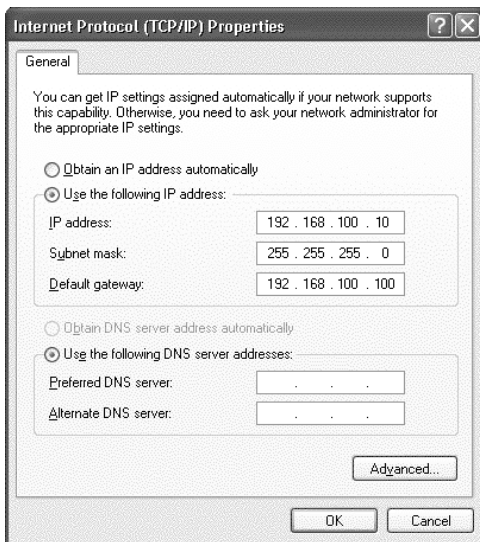 Internet Protocol (TCP/IP) Properties
General
You can get IP settings assigned automatically if your network supports
this capability. Otherwise, you need to ask your network administrator for
the appropriate IP settings.
Obtain an IP address automatically
Use the following IP address:
IP address: 192 . 168 . 100 . 10
Subnet mask: 255 . 255 . 255 . 0
Default gateway: 192 . 168 . 100 . 100
Obtain DNS server address automatically
Use the following DNS server addresses:
Preferred DNS server: . . .
Alternate DNS server: . . .
Advanced...
OK Cancel